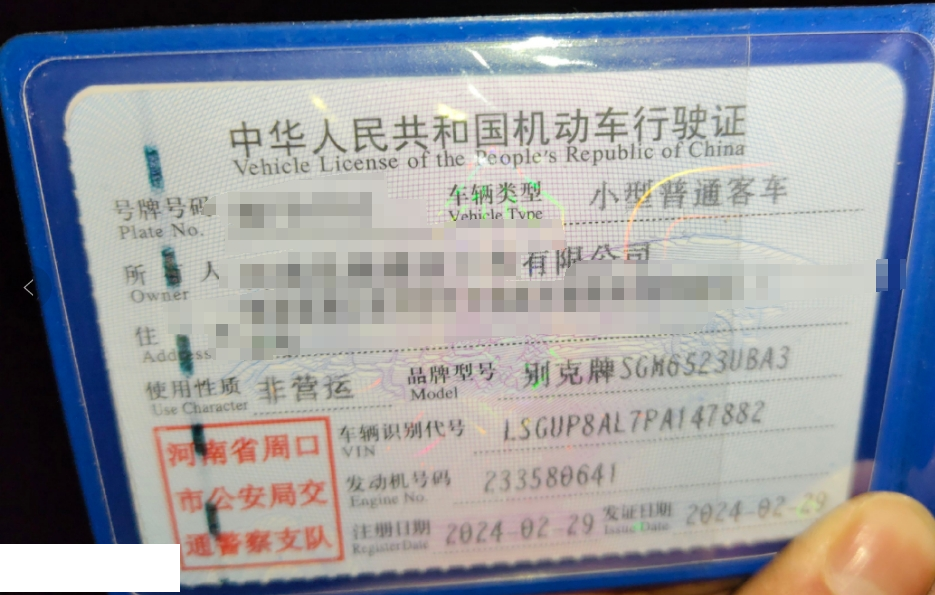 中华人民共和国机动车行驶证
Vehicle License of the People's Republic of China
号牌号码
Plate No.
车辆类型 小型普通客车
Vehicle Type
所 人 有限公司
Owner
住
Address
使用性质 非营运 品牌型号 别克牌SGM6523UBA3
Use Character Model
车辆识别代号 LSGUP8AL7PA147882
VIN
发动机号码 233580641
Engine No.
注册日期 2024-02-29 发证日期 2024-02-29
Register Date Issue Date
河南省周口
市公安局交
通警察支队